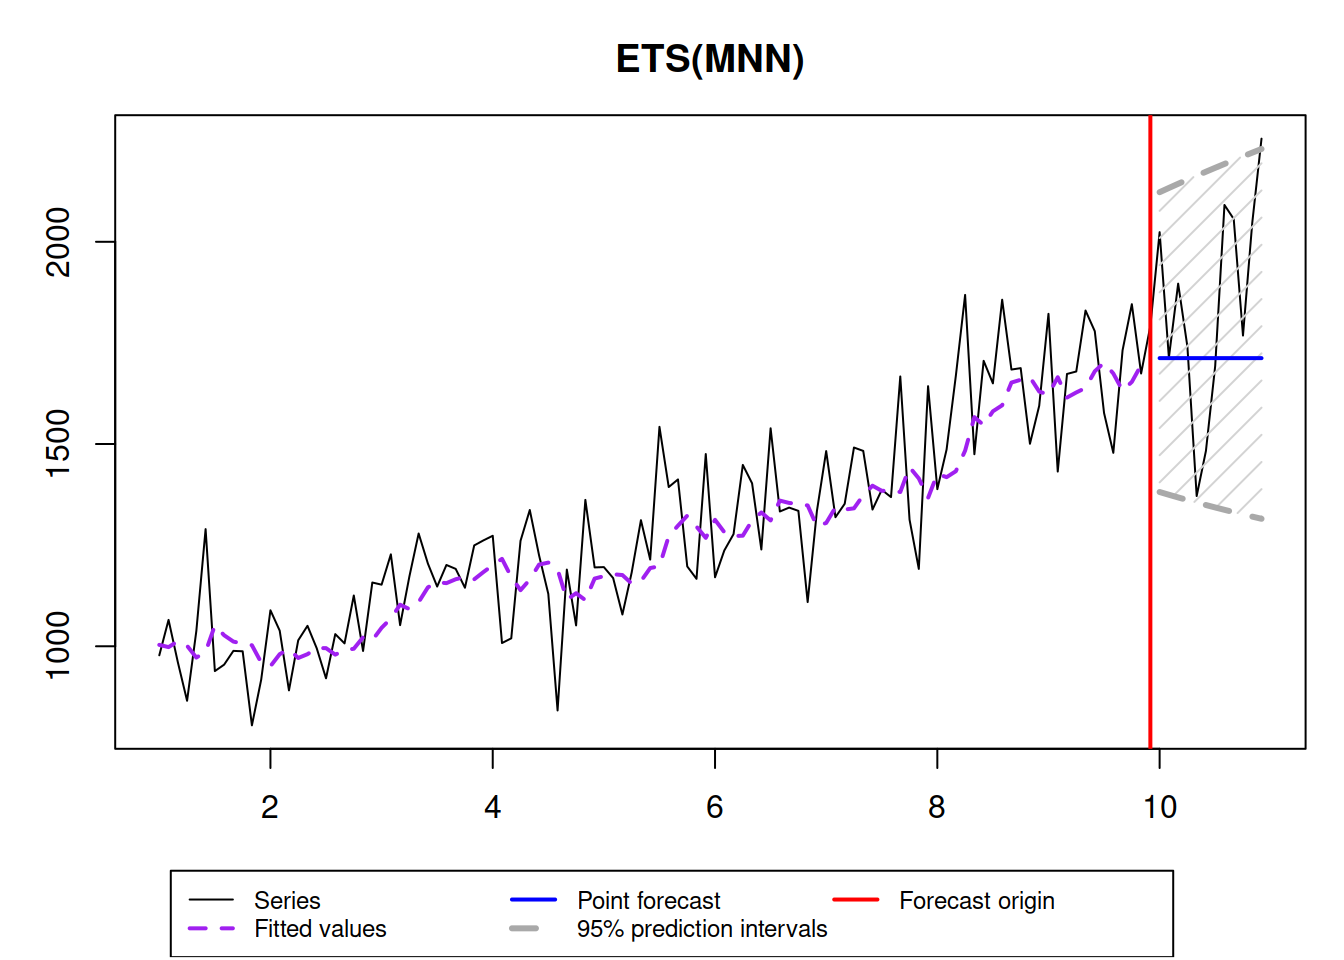 ETS(MNN)
2000
1500
1000
2 4 6 8 10
Series Point forecast Forecast origin
Fitted values 95% prediction intervals